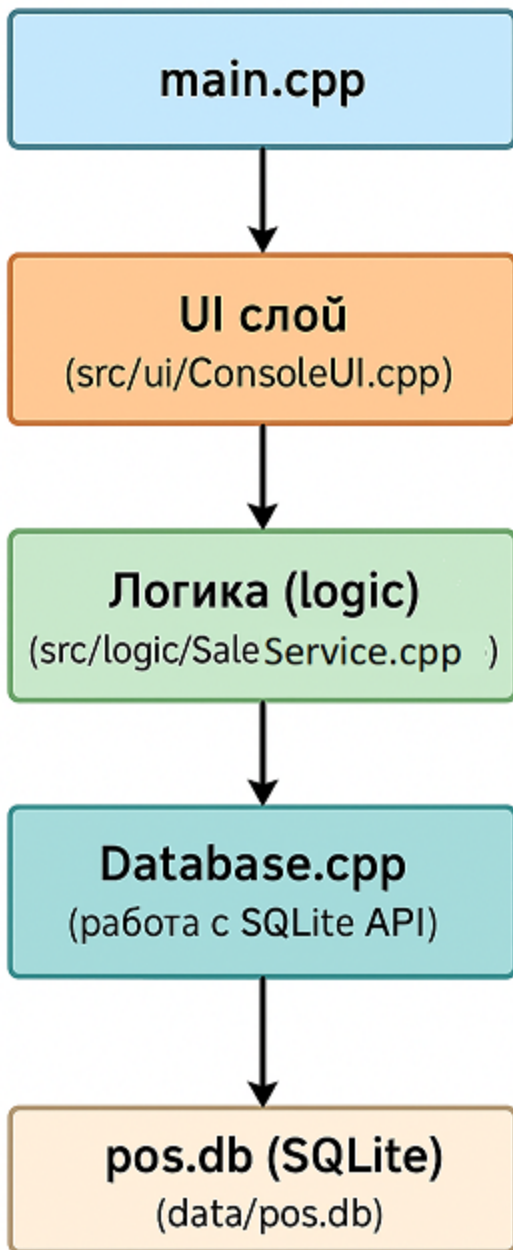 main.cpp
UI слой
(src/ui/ConsoleUI.cpp)
Логика (logic)
(src/logic/SaleService.cpp )
Database.cpp
(работа с SQLite API)
pos.db (SQLite)
(data/pos.db)